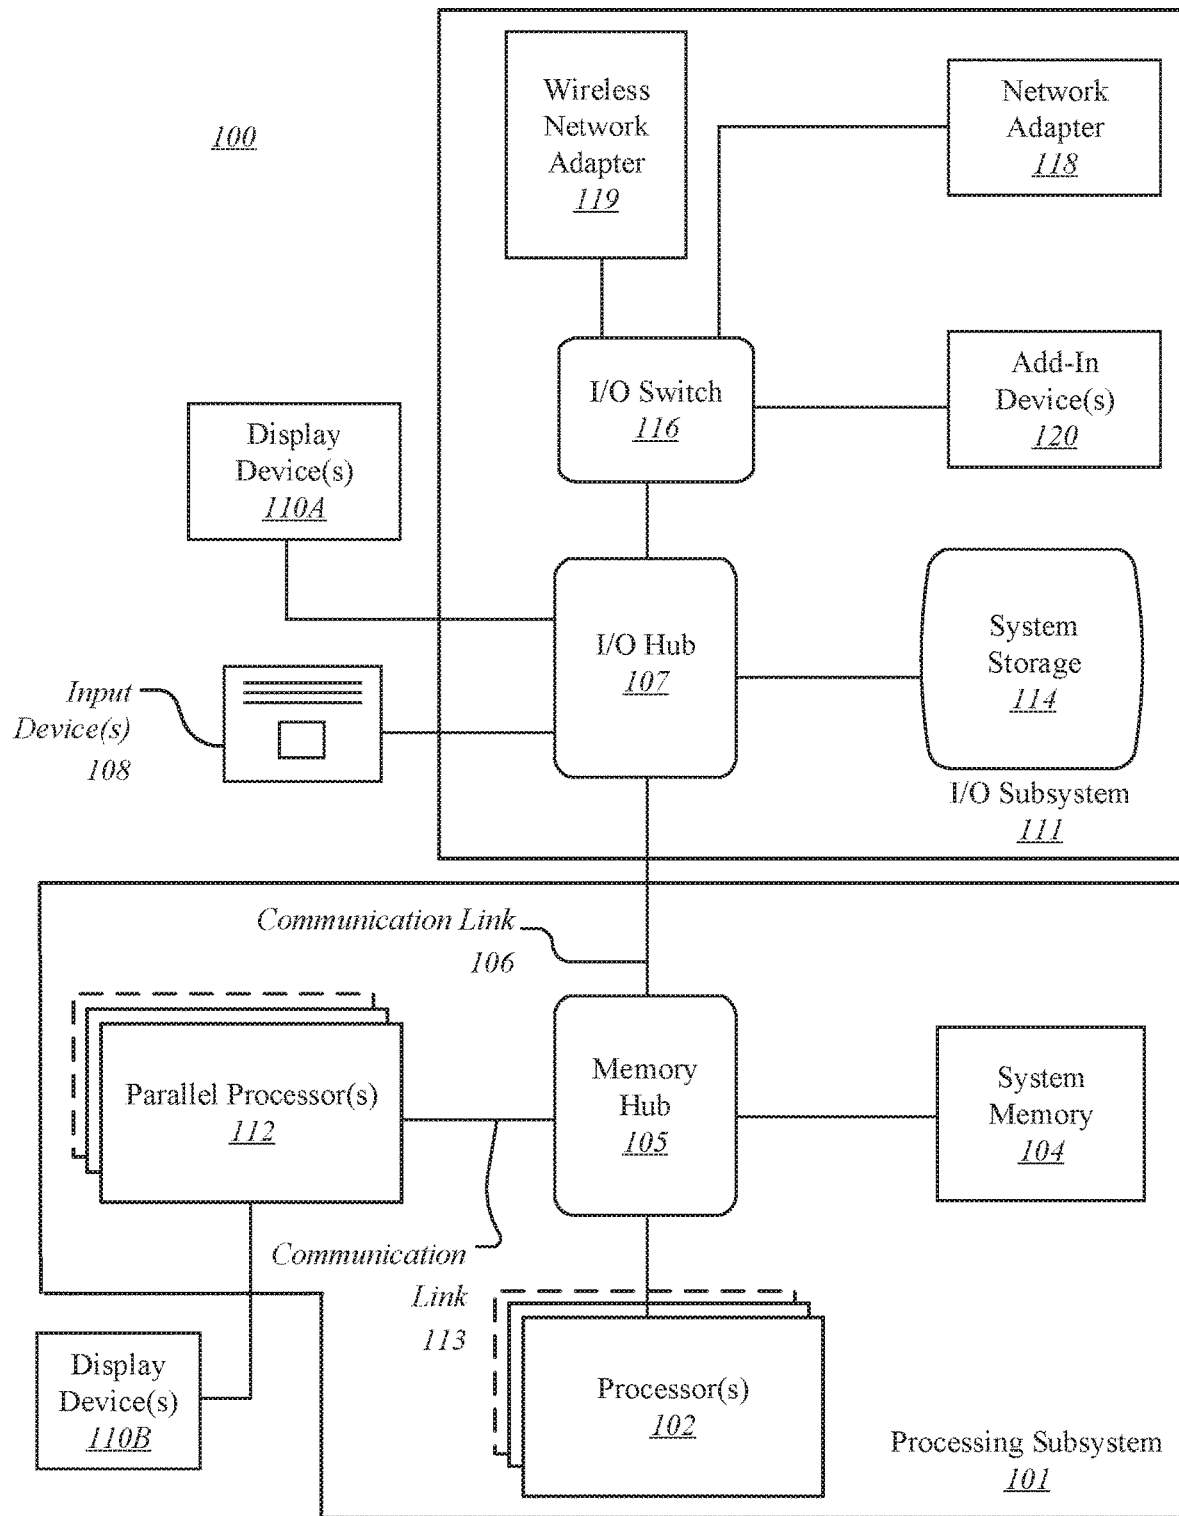 100
Wireless
Network
Adapter
119
Network
Adapter
118
I/O Switch
116
Add-In
Device(s)
120
Display
Device(s)
110A
I/O Hub
107
System
Storage
114
Input
Device(s)
108
I/O Subsystem
111
Communication Link
106
Parallel Processor(s)
112
Memory
Hub
105
System
Memory
104
Communication
Link
113
Display
Device(s)
110B
Processor(s)
102
Processing Subsystem
101